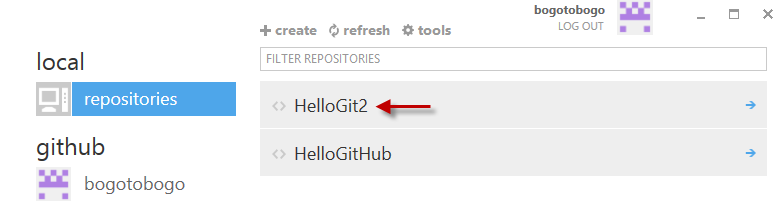 bogotobogo
LOG OUT
create refresh tools
FILTER REPOSITORIES
local
repositories
github
bogotobogo
HelloGit2
HelloGitHub